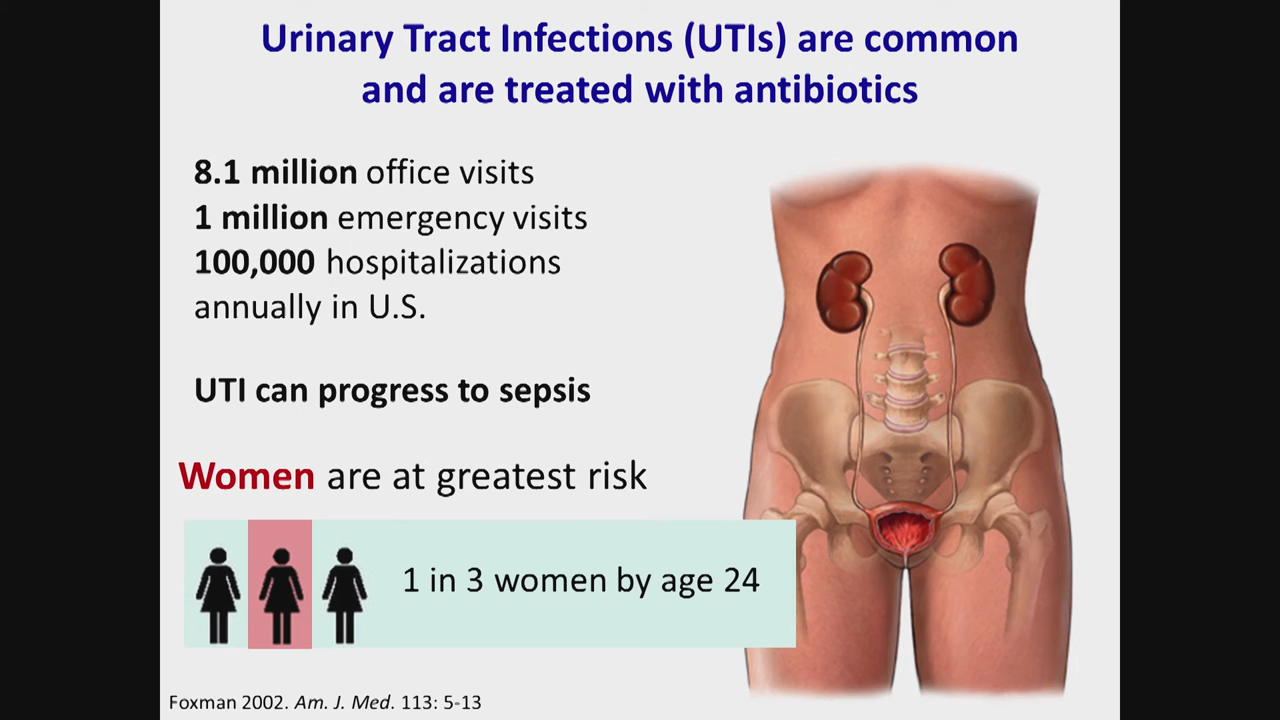 Urinary Tract Infections (UTIs) are common
and are treated with antibiotics
8.1 million office visits
1 million emergency visits
100,000 hospitalizations
annually in U.S.
UTI can progress to sepsis
Women are at greatest risk
1 in 3 women by age 24
Foxman 2002. Am. J. Med. 113: 5-13